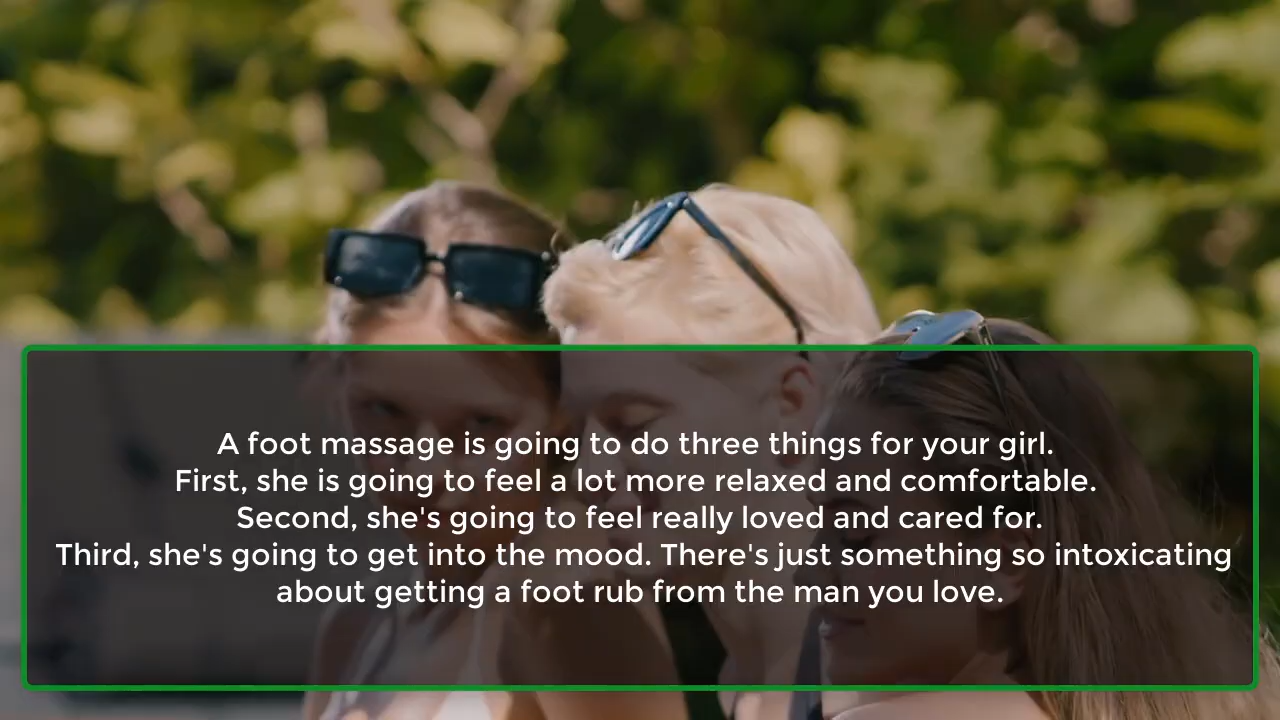 A foot massage is going to do three things for your girl.
First, she is going to feel a lot more relaxed and comfortable.
Second, she's going to feel really loved and cared for.
Third, she's going to get into the mood. There's just something so intoxicating
about getting a foot rub from the man you love.